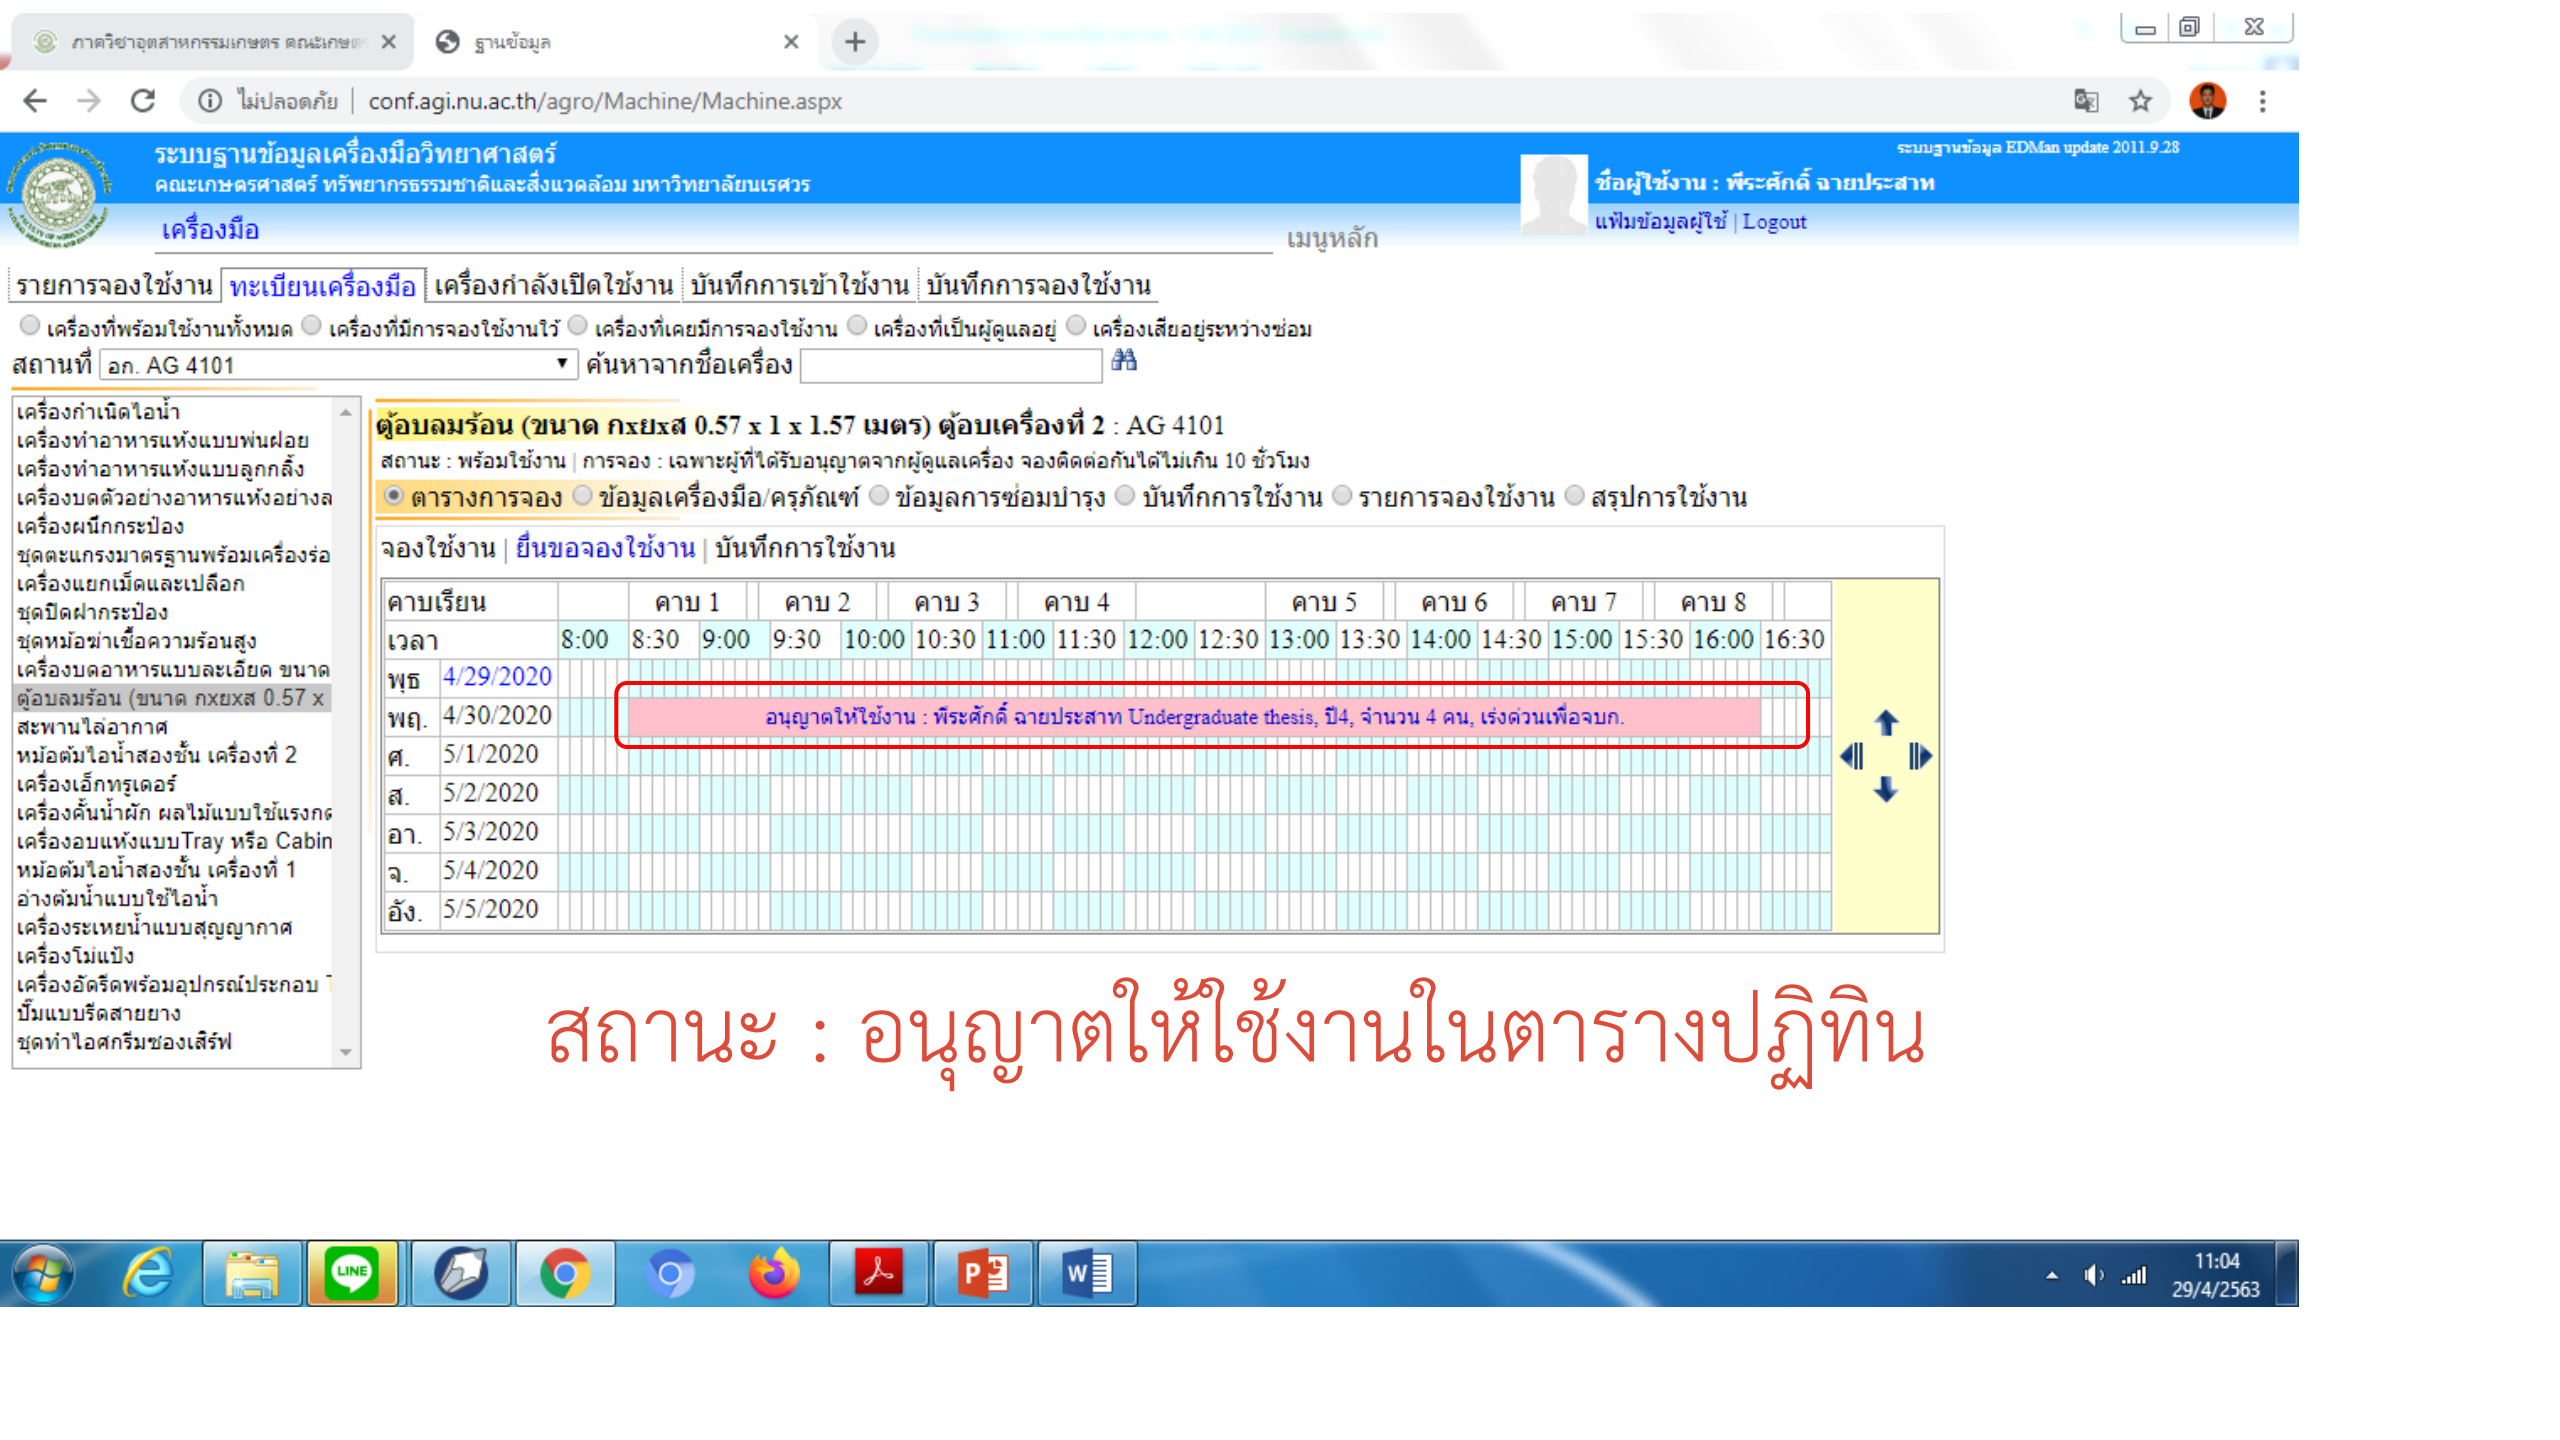 ภาควิชาอุตสาหกรรมเกษตร คณะเกษตร
ฐานข้อมูล
ไม่ปลอดภัย | conf.agi.nu.ac.th/agro/Machine/Machine.aspx
ระบบฐานข้อมูลเครื่องมือวิทยาศาสตร์
คณะเกษตรศาสตร์ ทรัพยากรธรรมชาติและสิ่งแวดล้อม มหาวิทยาลัยนเรศวร
ระบบฐานข้อมูล EDMan update 2011.9.28
ชื่อผู้ใช้งาน : พีระศักดิ์ ฉายประสาท
แฟ้มข้อมูลผู้ใช้ | Logout
เครื่องมือ
เมนูหลัก
รายการจองใช้งาน ทะเบียนเครื่องมือ เครื่องกำลังเปิดใช้งาน บันทึกการเข้าใช้งาน บันทึกการจองใช้งาน
เครื่องที่พร้อมใช้งานทั้งหมด เครื่องที่มีการจองใช้งานไว้ เครื่องที่เคยมีการจองใช้งาน เครื่องที่เป็นผู้ดูแลอยู่ เครื่องเสียอยู่ระหว่างซ่อม
สถานที่ อก. AG 4101 ค้นหาจากชื่อเครื่อง
เครื่องกำเนิดไอน้ำ
เครื่องทำอาหารแห้งแบบพ่นฝอย
เครื่องทำอาหารแห้งแบบลูกกลิ้ง
เครื่องบดตัวอย่างอาหารแห้งอย่างล
เครื่องผนึกกระป๋อง
ชุดตะแกรงมาตรฐานพร้อมเครื่องร่อ
เครื่องแยกเม็ดและเปลือก
ชุดปิดฝากระป๋อง
ชุดหม้อฆ่าเชื้อความร้อนสูง
เครื่องบดอาหารแบบละเอียด ขนาด
ตู้อบลมร้อน (ขนาด กxยxส 0.57 x
สะพานไล่อากาศ
หม้อต้มไอน้ำสองชั้น เครื่องที่ 2
เครื่องเอ็กทรูเดอร์
เครื่องคั้นน้ำผัก ผลไม้แบบใช้แรงกด
เครื่องอบแห้งแบบTray หรือ Cabin
หม้อต้มไอน้ำสองชั้น เครื่องที่ 1
อ่างต้มน้ำแบบใช้ไอน้ำ
เครื่องระเหยน้ำแบบสุญญากาศ
เครื่องโม่แป้ง
เครื่องอัดรีดพร้อมอุปกรณ์ประกอบ
ปั๊มแบบรีดสายยาง
ชุดทำไอศกรีมซองเสิร์ฟ
ตู้อบลมร้อน (ขนาด กxยxส 0.57 x 1 x 1.57 เมตร) ตู้อบเครื่องที่ 2 : AG 4101
สถานะ : พร้อมใช้งาน | การจอง : เฉพาะผู้ที่ได้รับอนุญาตจากผู้ดูแลเครื่อง จองติดต่อกันได้ไม่เกิน 10 ชั่วโมง
ตารางการจอง ข้อมูลเครื่องมือ/ครุภัณฑ์ ข้อมูลการซ่อมบำรุง บันทึกการใช้งาน รายการจองใช้งาน สรุปการใช้งาน
จองใช้งาน | ยื่นขอจองใช้งาน | บันทึกการใช้งาน
คาบเรียน คาบ 1 คาบ 2 คาบ 3 คาบ 4 คาบ 5 คาบ 6 คาบ 7 คาบ 8
เวลา 8:00 8:30 9:00 9:30 10:00 10:30 11:00 11:30 12:00 12:30 13:00 13:30 14:00 14:30 15:00 15:30 16:00 16:30
พุธ 4/29/2020
พฤ. 4/30/2020 อนุญาตให้ใช้งาน : พีระศักดิ์ ฉายประสาท Undergraduate thesis, ปี4, จำนวน 4 คน, เร่งด่วนเพื่อจบก.
ศ. 5/1/2020
ส. 5/2/2020
อา. 5/3/2020
จ. 5/4/2020
อัง. 5/5/2020
สถานะ : อนุญาตให้ใช้งานในตารางปฏิทิน
LINE
11:04
29/4/2563